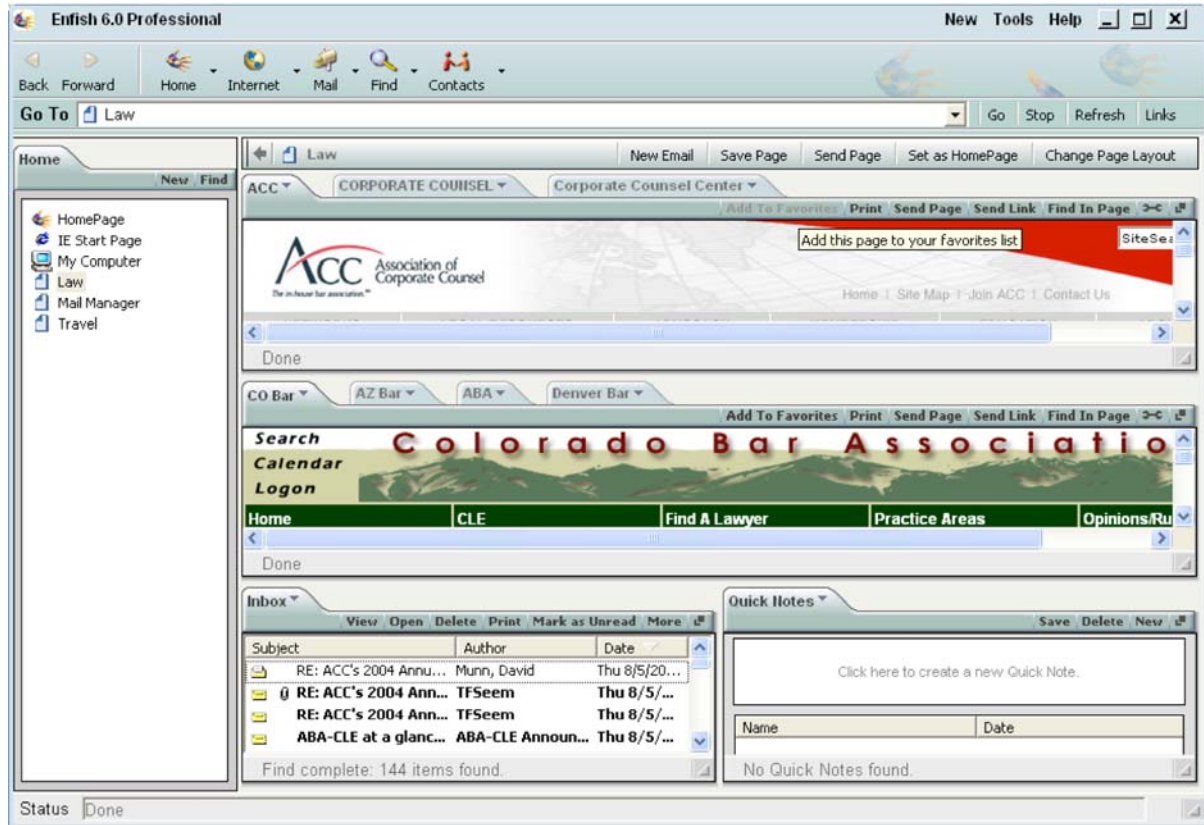 Enfish 6.0 Professional New Tools Help
Back Forward Home Internet Mail Find Contacts
Go To Law Go Stop Refresh Links
Home
New Find
HomePage
IE Start Page
My Computer
Law
Mail Manager
Travel
Law New Email Save Page Send Page Set as HomePage Change Page Layout
ACC CORPORATE COUNSEL Corporate Counsel Center
Add To Favorites Print Send Page Send Link Find In Page
Add this page to your favorites list
SiteSea
ACC Association of
Corporate Counsel
The in-house bar association.℠
Home | Site Map | Join ACC | Contact Us
Done
CO Bar AZ Bar ABA Denver Bar
Add To Favorites Print Send Page Send Link Find In Page
Search
Calendar
Logon
Colorado Bar Associatio
Home CLE Find A Lawyer Practice Areas Opinions/Ru
Done
Inbox
View Open Delete Print Mark as Unread More
Subject Author Date
RE: ACC's 2004 Annu... Munn, David Thu 8/5/20...
RE: ACC's 2004 Ann... TFSeem Thu 8/5/...
RE: ACC's 2004 Ann... TFSeem Thu 8/5/...
ABA-CLE at a glanc... ABA-CLE Announ... Thu 8/5/...
Find complete: 144 items found.
Quick Notes
Save Delete New
Click here to create a new Quick Note.
Name Date
No Quick Notes found.
Status Done